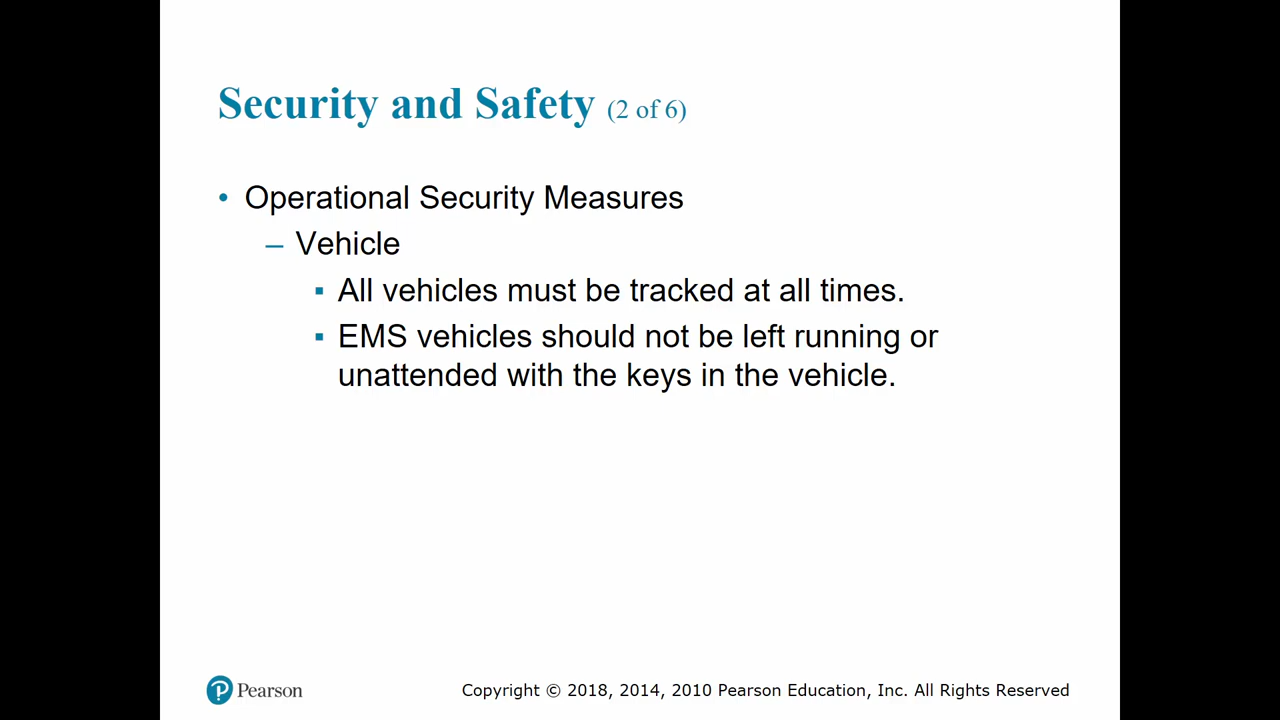 Security and Safety (2 of 6)
• Operational Security Measures
– Vehicle
▪ All vehicles must be tracked at all times.
▪ EMS vehicles should not be left running or
unattended with the keys in the vehicle.
P Pearson
Copyright © 2018, 2014, 2010 Pearson Education, Inc. All Rights Reserved